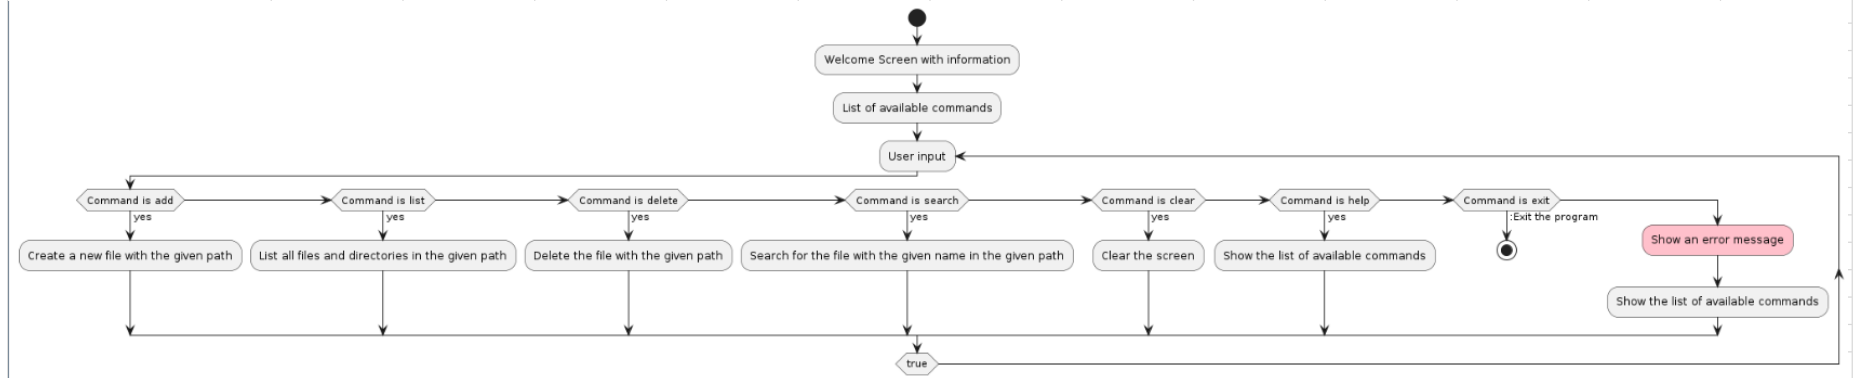 Welcome Screen with information
List of available commands
User input
Command is add
Command is list
Command is delete
Command is search
Command is clear
Command is help
Command is exit
yes
yes
yes
yes
yes
yes
:Exit the program
Show an error message
Create a new file with the given path
List all files and directories in the given path
Delete the file with the given path
Search for the file with the given name in the given path
Clear the screen
Show the list of available commands
Show the list of available commands
true